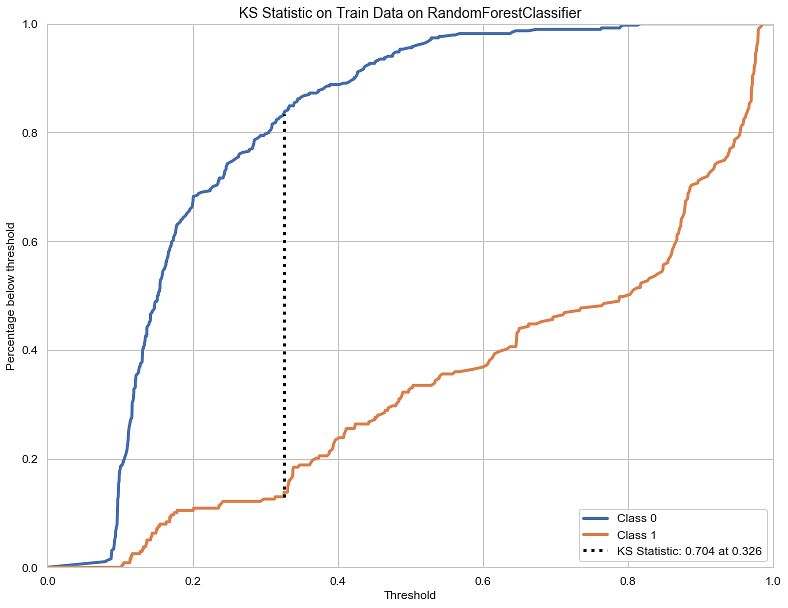 KS Statistic on Train Data on RandomForestClassifier
1.0
0.8
0.6
0.4
0.2
0.0
Percentage below threshold
0.0 0.2 0.4 0.6 0.8 1.0
Threshold
Class 0
Class 1
KS Statistic: 0.704 at 0.326